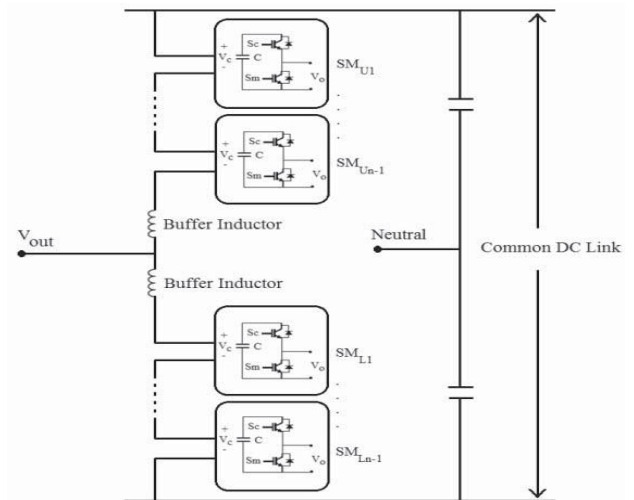 +
Vc
-
Sc
C
Sm
Vo
SMU1
+
Vc
-
Sc
C
Sm
Vo
SMUn-1
Buffer Inductor
Vout
Neutral
Common DC Link
Buffer Inductor
+
Vc
-
Sc
C
Sm
Vo
SML1
+
Vc
-
Sc
C
Sm
Vo
SMLn-1